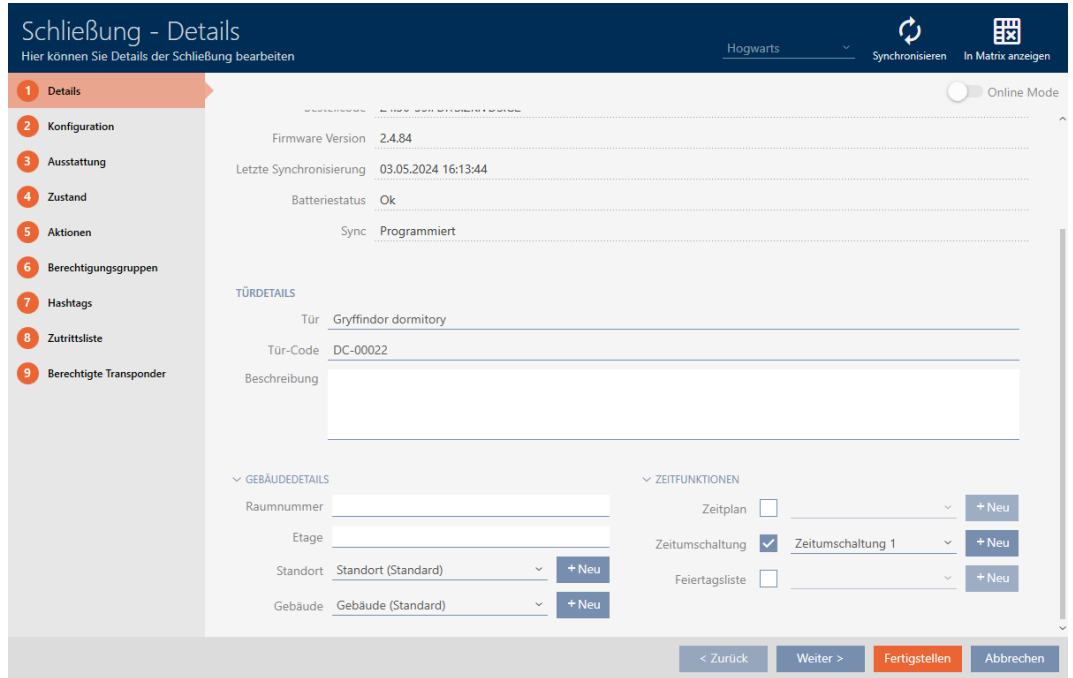 Schließung - Details
Hier können Sie Details der Schließung bearbeiten
Hogwarts
Synchronisieren
In Matrix anzeigen
1 Details
2 Konfiguration
3 Ausstattung
4 Zustand
5 Aktionen
6 Berechtigungsgruppen
7 Hashtags
8 Zutrittsliste
9 Berechtigte Transponder
Online Mode
Firmware Version 2.4.84
Letzte Synchronisierung 03.05.2024 16:13:44
Batteriestatus Ok
Sync Programmiert
TÜRDETAILS
Tür Gryffindor dormitory
Tür-Code DC-00022
Beschreibung
GEBÄUDEDETAILS
Raumnummer
Etage
Standort Standort (Standard) +Neu
Gebäude Gebäude (Standard) +Neu
ZEITFUNKTIONEN
Zeitplan +Neu
Zeitumschaltung Zeitumschaltung 1 +Neu
Feiertagsliste +Neu
< Zurück
Weiter >
Fertigstellen
Abbrechen